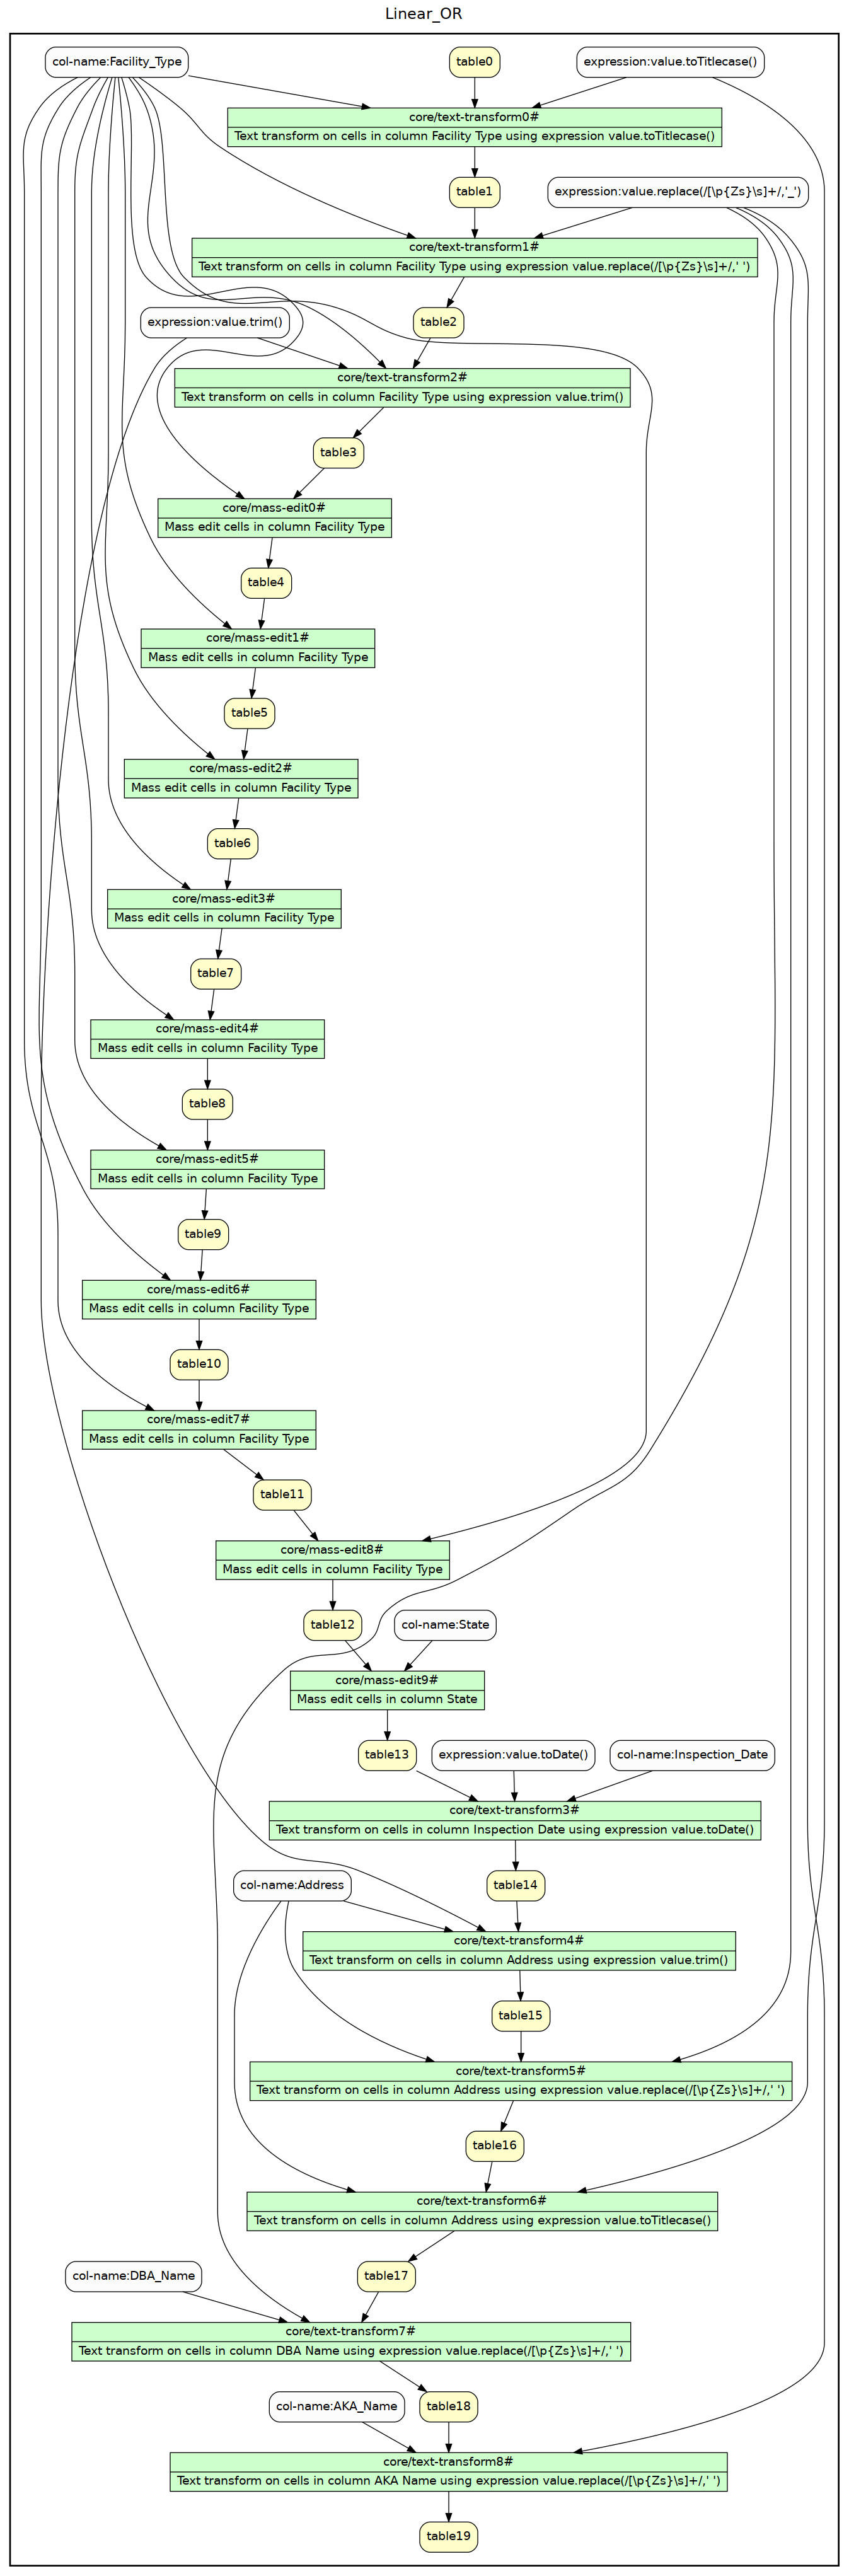 Linear_OR
col-name:Facility_Type
table0
expression:value.toTitlecase()
core/text-transform0#
Text transform on cells in column Facility Type using expression value.toTitlecase()
table1
expression:value.replace(/[\p{Zs}\s]+/,'_')
core/text-transform1#
Text transform on cells in column Facility Type using expression value.replace(/[\p{Zs}\s]+/,' ')
expression:value.trim()
table2
core/text-transform2#
Text transform on cells in column Facility Type using expression value.trim()
table3
core/mass-edit0#
Mass edit cells in column Facility Type
table4
core/mass-edit1#
Mass edit cells in column Facility Type
table5
core/mass-edit2#
Mass edit cells in column Facility Type
table6
core/mass-edit3#
Mass edit cells in column Facility Type
table7
core/mass-edit4#
Mass edit cells in column Facility Type
table8
core/mass-edit5#
Mass edit cells in column Facility Type
table9
core/mass-edit6#
Mass edit cells in column Facility Type
table10
core/mass-edit7#
Mass edit cells in column Facility Type
table11
core/mass-edit8#
Mass edit cells in column Facility Type
table12
col-name:State
core/mass-edit9#
Mass edit cells in column State
table13
expression:value.toDate()
col-name:Inspection_Date
core/text-transform3#
Text transform on cells in column Inspection Date using expression value.toDate()
col-name:Address
table14
core/text-transform4#
Text transform on cells in column Address using expression value.trim()
table15
core/text-transform5#
Text transform on cells in column Address using expression value.replace(/[\p{Zs}\s]+/,' ')
table16
core/text-transform6#
Text transform on cells in column Address using expression value.toTitlecase()
col-name:DBA_Name
table17
core/text-transform7#
Text transform on cells in column DBA Name using expression value.replace(/[\p{Zs}\s]+/,' ')
col-name:AKA_Name
table18
core/text-transform8#
Text transform on cells in column AKA Name using expression value.replace(/[\p{Zs}\s]+/,' ')
table19